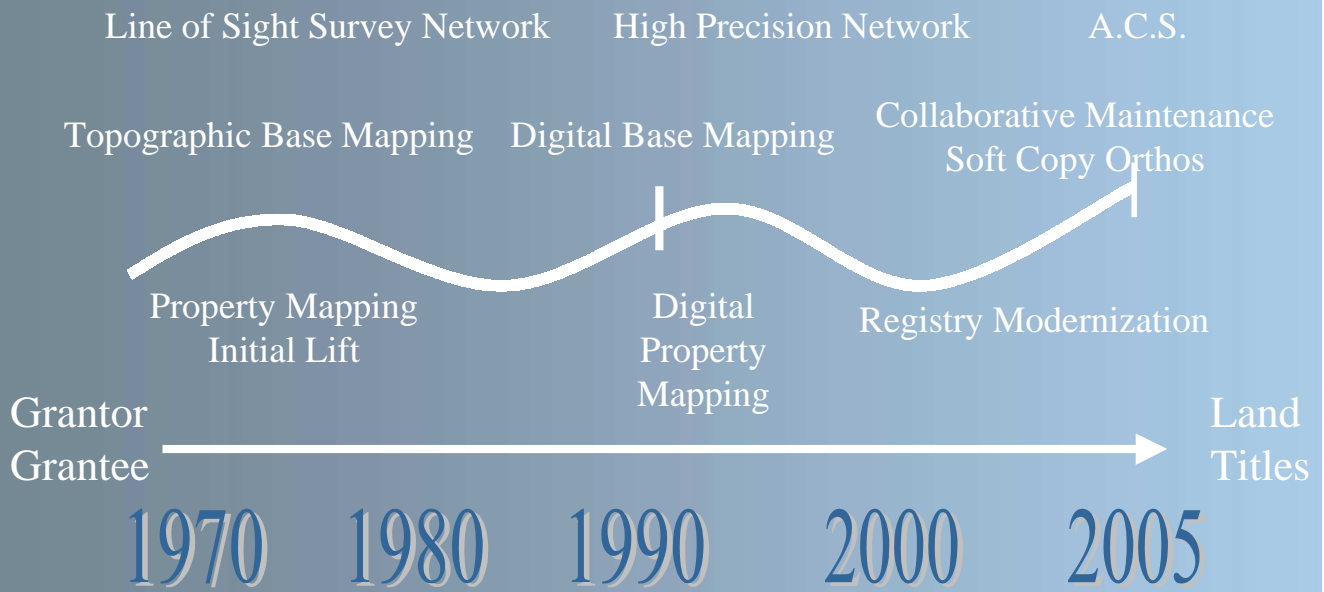 Line of Sight Survey Network
High Precision Network
A.C.S.
Topographic Base Mapping
Digital Base Mapping
Collaborative Maintenance
Soft Copy Orthos
Property Mapping
Initial Lift
Digital
Property
Mapping
Registry Modernization
Grantor
Grantee
Land
Titles
1970
1980
1990
2000
2005